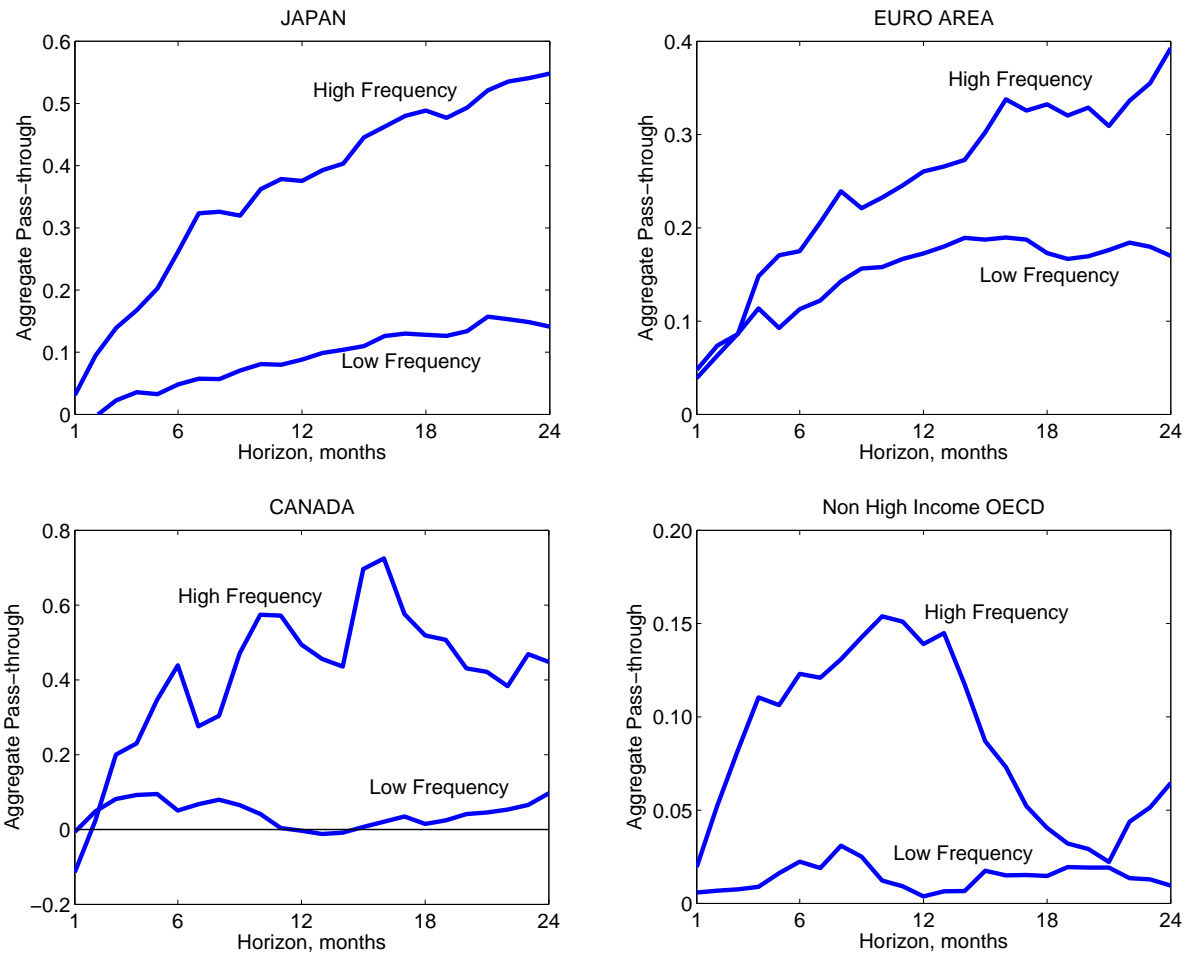 JAPAN
0.6
0.5
0.4
0.3
0.2
0.1
0
Aggregate Pass−through
High Frequency
Low Frequency
1 6 12 18 24
Horizon, months
EURO AREA
0.4
0.3
0.2
0.1
0
Aggregate Pass−through
High Frequency
Low Frequency
1 6 12 18 24
Horizon, months
CANADA
0.8
0.6
0.4
0.2
0
−0.2
Aggregate Pass−through
High Frequency
Low Frequency
1 6 12 18 24
Horizon, months
Non High Income OECD
0.20
0.15
0.10
0.05
0
Aggregate Pass−through
High Frequency
Low Frequency
1 6 12 18 24
Horizon, months